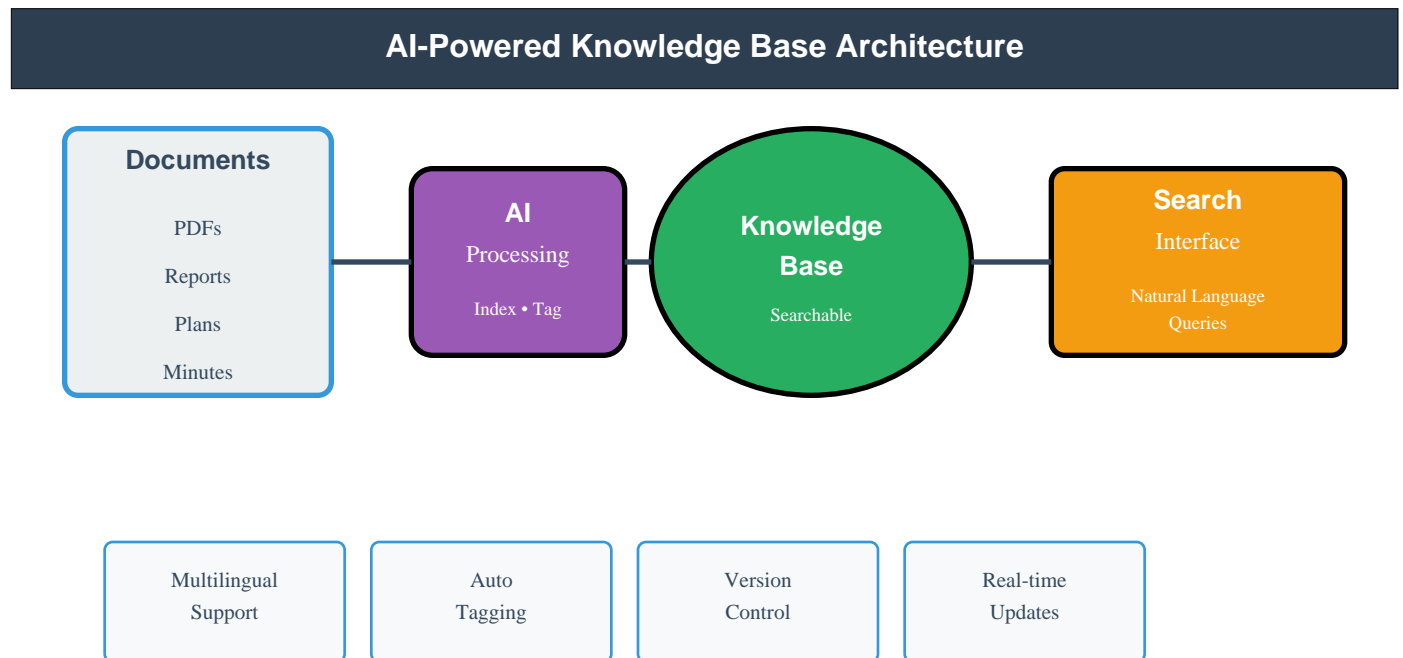 AI-Powered Knowledge Base Architecture
Documents
PDFs
Reports
Plans
Minutes
AI
Processing
Index • Tag
Knowledge
Base
Searchable
Search
Interface
Natural Language
Queries
Multilingual
Support
Auto
Tagging
Version
Control
Real-time
Updates